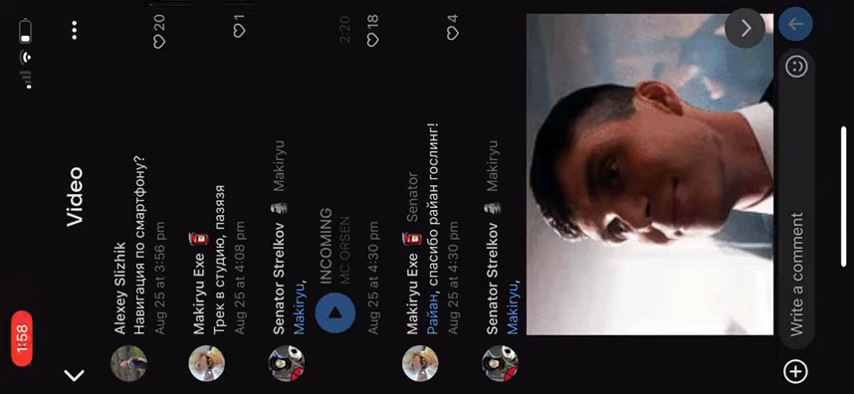 1:58
Video
Alexey Slizhik
Навигация по смартфону?
Aug 25 at 3:56 pm
20
Makiryu Exe
Трек в студию, пазязя
Aug 25 at 4:08 pm
1
Senator Strelkov Makiryu
Makiryu,
INCOMING
MC ORSEN
2:20
Aug 25 at 4:30 pm
18
Makiryu Exe Senator
Райан, спасибо райан гослинг!
Aug 25 at 4:30 pm
4
Senator Strelkov Makiryu
Makiryu,
Write a comment